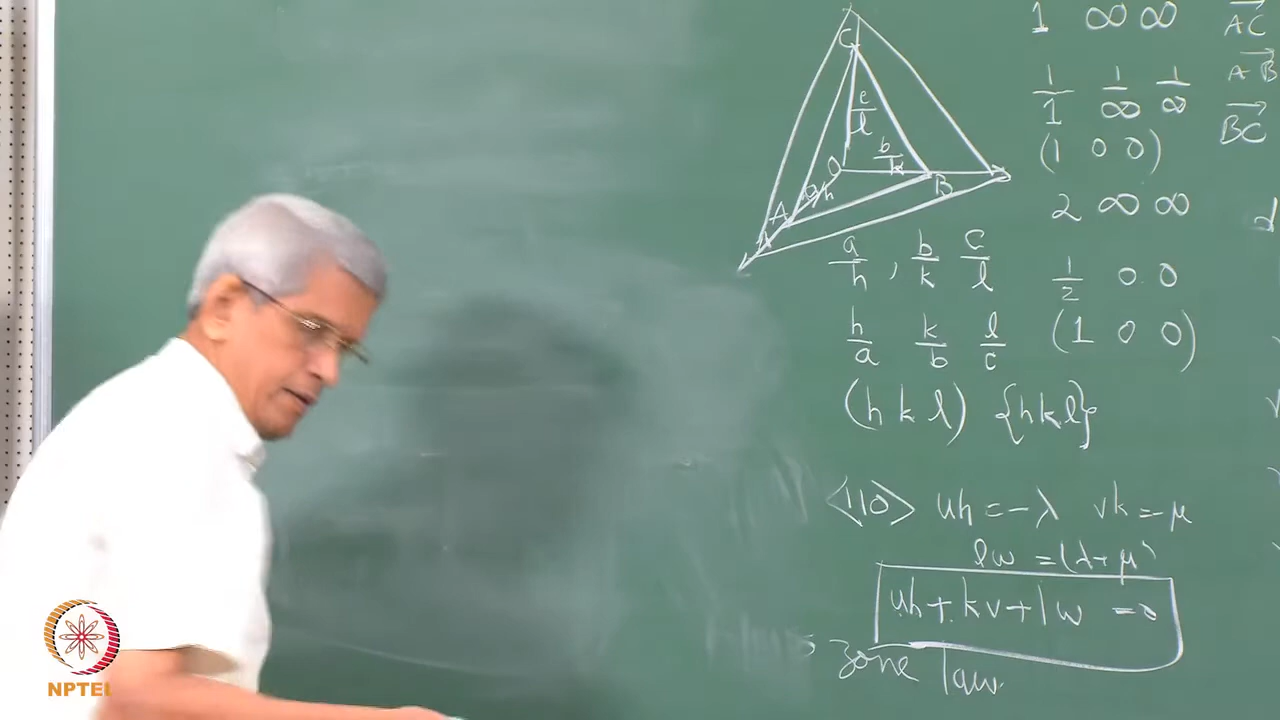 C
c/l
b/k
O
a/h
A
B
a/h , b/k c/l
h/a k/b l/c
(h k l) {hkl}
<110> uh = -λ vk = μ
lw = (λ+μ)
uh + kv + lw = 0
zone law
1 ∞ ∞
1/1 1/∞ 1/∞
(1 0 0)
2 ∞ ∞
1/2 0 0
(1 0 0)
AC
AB
BC
d
NPTEL